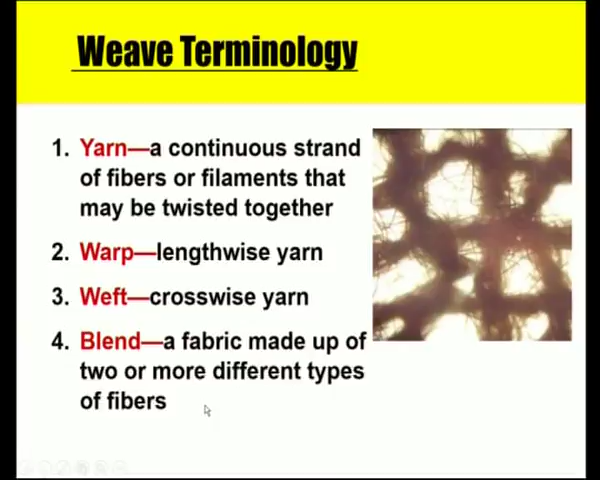 Weave Terminology
1. Yarn—a continuous strand
of fibers or filaments that
may be twisted together
2. Warp—lengthwise yarn
3. Weft—crosswise yarn
4. Blend—a fabric made up of
two or more different types
of fibers